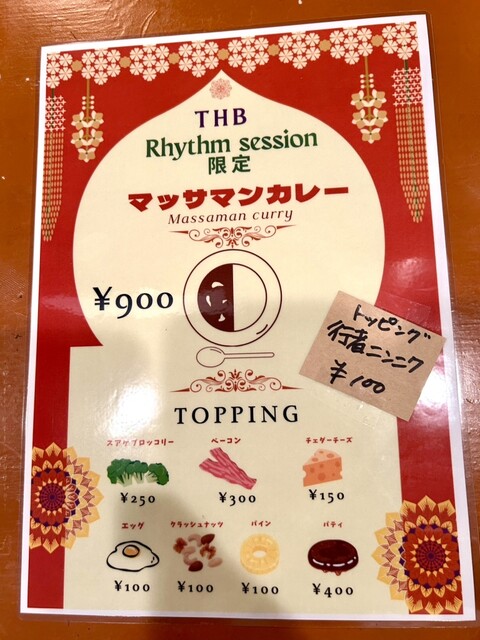 THB
Rhythm session
限定
マッサマンカレー
Massaman curry
¥900
トッピング
行者ニンニク
¥100
TOPPING
スアゲブロッコリー
ベーコン
チェダーチーズ
¥250
¥300
¥150
エッグ
クラッシュナッツ
パイン
パティ
¥100
¥100
¥100
¥400